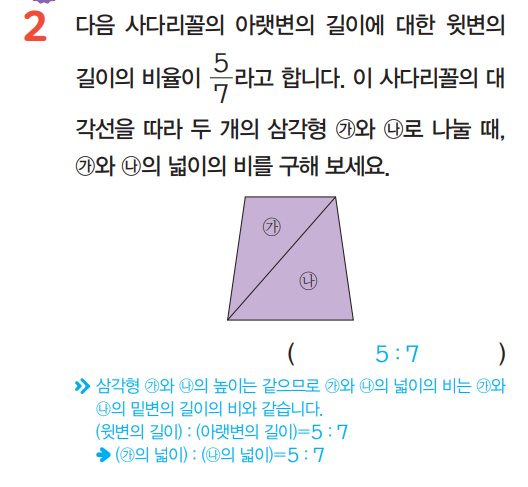 2 다음 사다리꼴의 아랫변의 길이에 대한 윗변의
길이의 비율이 5/7라고 합니다. 이 사다리꼴의 대
각선을 따라 두 개의 삼각형 ㉮와 ㉯로 나눌 때,
㉮와 ㉯의 넓이의 비를 구해 보세요.
㉮
㉯
( 5 : 7 )
삼각형 ㉮와 ㉯의 높이는 같으므로 ㉮와 ㉯의 넓이의 비는 ㉮와
㉯의 밑변의 길이의 비와 같습니다.
(윗변의 길이) : (아랫변의 길이)=5 : 7
➔ (㉮의 넓이) : (㉯의 넓이)=5 : 7